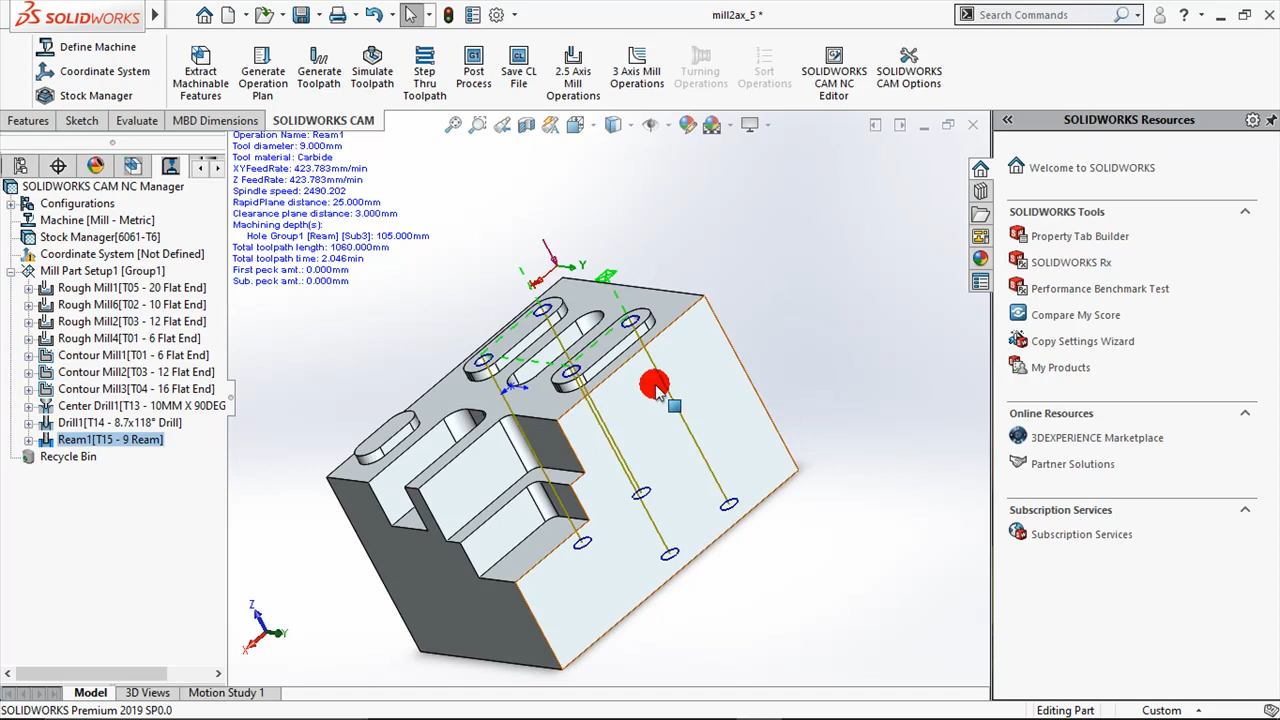 SOLIDWORKS
mill2ax_5 *
Search Commands
?
Define Machine
Coordinate System
Stock Manager
Extract Machinable Features
Generate Operation Plan
Generate Toolpath
Simulate Toolpath
Step Thru Toolpath
Post Process
Save CL File
2.5 Axis Mill Operations
3 Axis Mill Operations
Turning Operations
Sort Operations
SOLIDWORKS CAM NC Editor
SOLIDWORKS CAM Options
Features
Sketch
Evaluate
MBD Dimensions
SOLIDWORKS CAM
SOLIDWORKS CAM NC Manager
Configurations
Machine [Mill - Metric]
Stock Manager[6061-T6]
Coordinate System [Not Defined]
Mill Part Setup1 [Group1]
Rough Mill1[T05 - 20 Flat End]
Rough Mill6[T02 - 10 Flat End]
Rough Mill2[T03 - 12 Flat End]
Rough Mill4[T01 - 6 Flat End]
Contour Mill1[T01 - 6 Flat End]
Contour Mill2[T03 - 12 Flat End]
Contour Mill3[T04 - 16 Flat End]
Center Drill1[T13 - 10MM X 90DEG
Drill1[T14 - 8.7x118° Drill]
Ream1[T15 - 9 Ream]
Recycle Bin
Operation Name: Ream1
Tool diameter: 9.000mm
Tool material: Carbide
XYFeedRate: 423.783mm/min
Z FeedRate: 423.783mm/min
Spindle speed: 2490.202
RapidPlane distance: 25.000mm
Clearance plane distance: 3.000mm
Machining depth(s):
Hole Group1 [Ream] [Sub3]: 105.000mm
Total toolpath length: 1060.000mm
Total toolpath time: 2.046min
First peck amt.: 0.000mm
Sub. peck amt.: 0.000mm
Y
Z
X
Y
SOLIDWORKS Resources
Welcome to SOLIDWORKS
SOLIDWORKS Tools
Property Tab Builder
SOLIDWORKS Rx
Performance Benchmark Test
Compare My Score
Copy Settings Wizard
My Products
Online Resources
3DEXPERIENCE Marketplace
Partner Solutions
Subscription Services
Subscription Services
Model
3D Views
Motion Study 1
SOLIDWORKS Premium 2019 SP0.0
Editing Part
Custom